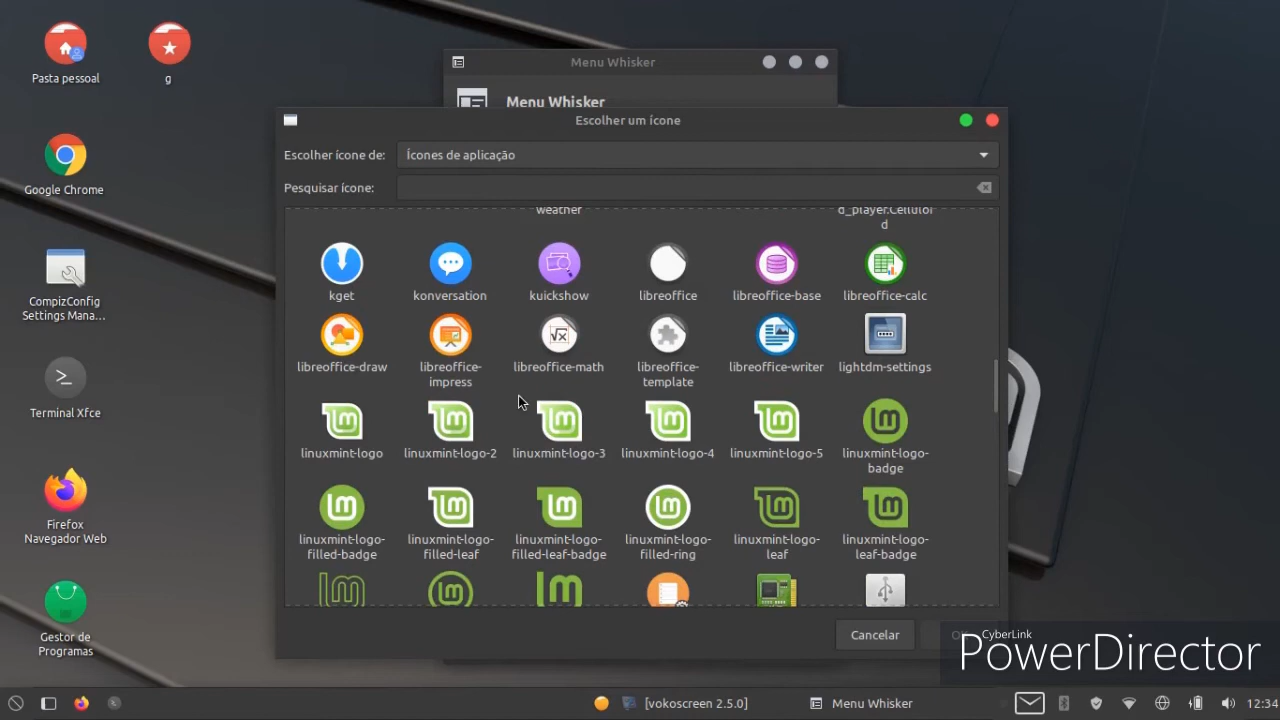 Pasta pessoal
g
Google Chrome
CompizConfig
Settings Mana...
Terminal Xfce
Firefox
Navegador Web
Gestor de
Programas
Menu Whisker
Menu Whisker
Escolher um ícone
Escolher ícone de:
Ícones de aplicação
Pesquisar ícone:
weather
d_player.Celluloi
d
kget
konversation
kuickshow
libreoffice
libreoffice-base
libreoffice-calc
libreoffice-draw
libreoffice-
impress
libreoffice-math
libreoffice-
template
libreoffice-writer
lightdm-settings
linuxmint-logo
linuxmint-logo-2
linuxmint-logo-3
linuxmint-logo-4
linuxmint-logo-5
linuxmint-logo-
badge
linuxmint-logo-
filled-badge
linuxmint-logo-
filled-leaf
linuxmint-logo-
filled-leaf-badge
linuxmint-logo-
filled-ring
linuxmint-logo-
leaf
linuxmint-logo-
leaf-badge
Cancelar
CyberLink
PowerDirector
[vokoscreen 2.5.0]
Menu Whisker
12:34